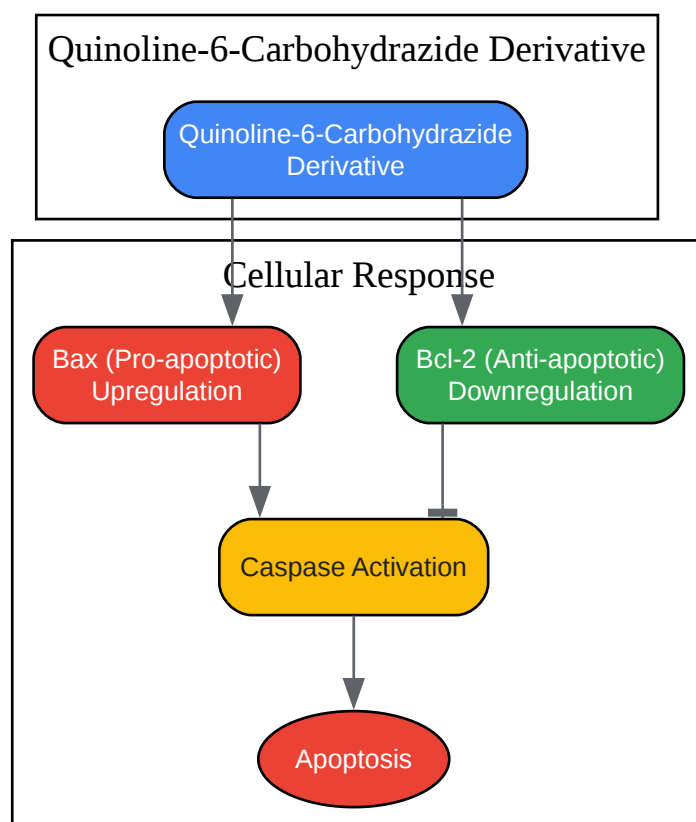 Quinoline-6-Carbohydrazide Derivative
Quinoline-6-Carbohydrazide
Derivative
Cellular Response
Bax (Pro-apoptotic)
Upregulation
Bcl-2 (Anti-apoptotic)
Downregulation
Caspase Activation
Apoptosis